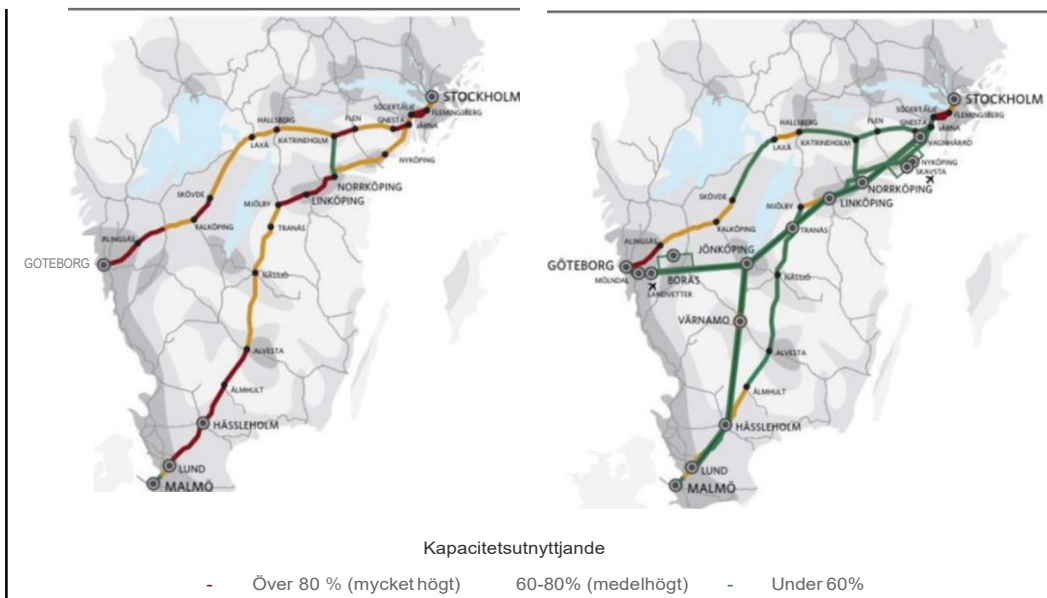 STOCKHOLM
SÖDERTÄLJE
FLEMINGSBERG
HALLSBERG
FLEN
GNESTA
JÄRNA
LAXÅ
KATRINEHOLM
NYKÖPING
SKÖVDE
NORRKÖPING
MJÖLBY
LINKÖPING
FALKÖPING
TRANÅS
ALINGSÅS
GOTEBORG
NÄSSJÖ
ALVESTA
ÄLMHULT
HÄSSLEHOLM
LUND
MALMÖ
STOCKHOLM
SÖDERTÄLJE
FLEMINGSBERG
HALLSBERG
FLEN
GNESTA
JÄRNA
LAXÅ
KATRINEHOLM
VAGNHÄRAD
NYKÖPING
SKAVSTA
SKÖVDE
NORRKÖPING
MJÖLBY
LINKÖPING
FALKÖPING
TRANÅS
ALINGSÅS
JÖNKÖPING
GÖTEBORG
MÖLNDAL
BORÅS
LANDVETTER
NÄSSJÖ
VÄRNAMO
ALVESTA
ÄLMHULT
HÄSSLEHOLM
LUND
MALMÖ
Kapacitetsutnyttjande
- Över 80 % (mycket högt) 60-80% (medelhögt) - Under 60%